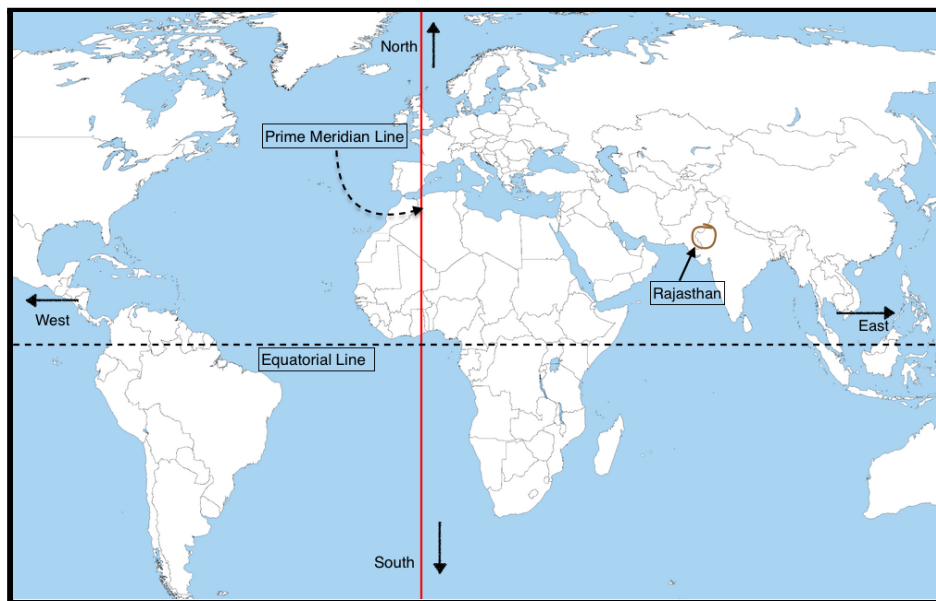 North
Prime Meridian Line
Rajasthan
West
East
Equatorial Line
South